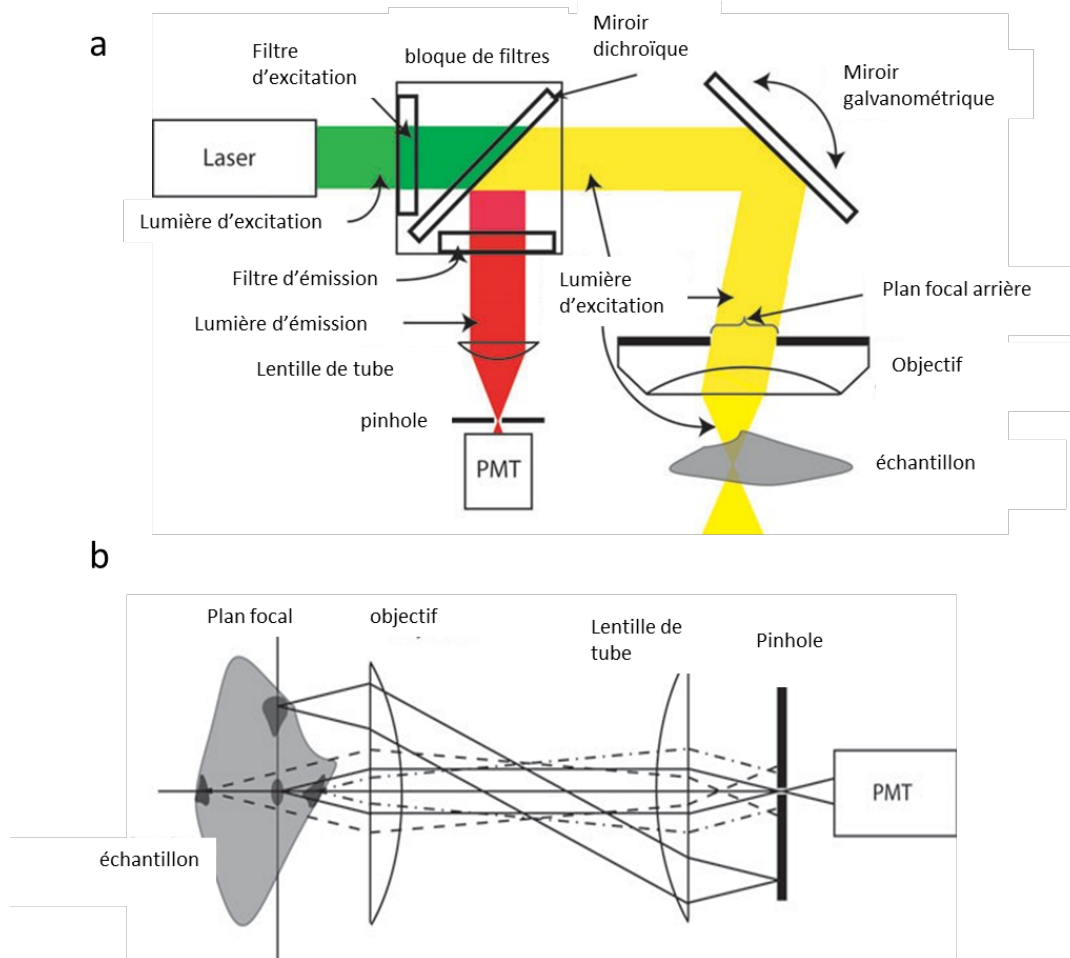 a
Filtre
d’excitation
bloque de filtres
Miroir
dichroïque
Miroir
galvanométrique
Laser
Lumière d’excitation
Filtre d’émission
Lumière d’émission
Lentille de tube
pinhole
PMT
Lumière
d’excitation
Plan focal arrière
Objectif
échantillon
b
Plan focal
objectif
Lentille de
tube
Pinhole
PMT
échantillon